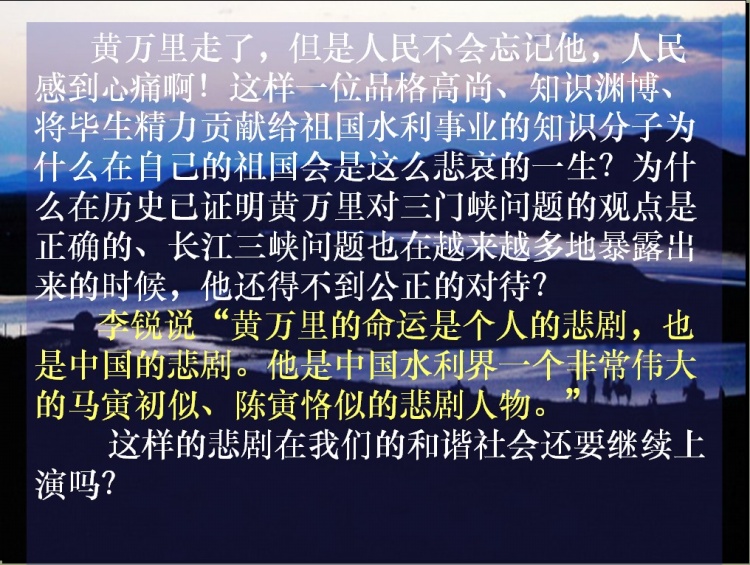 黄万里走了，但是人民不会忘记他，人民
感到心痛啊！这样一位品格高尚、知识渊博、
将毕生精力贡献给祖国水利事业的知识分子为
什么在自己的祖国会是这么悲哀的一生？为什
么在历史已证明黄万里对三门峡问题的观点是
正确的、长江三峡问题也在越来越多地暴露出
来的时候，他还得不到公正的对待？
李锐说“黄万里的命运是个人的悲剧，也
是中国的悲剧。他是中国水利界一个非常伟大
的马寅初似、陈寅恪似的悲剧人物。”
这样的悲剧在我们的和谐社会还要继续上
演吗？